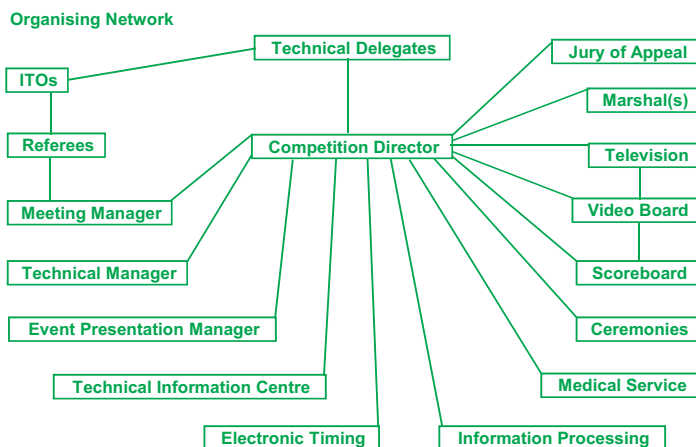 Organising Network
Technical Delegates
Jury of Appeal
ITOs
Marshal(s)
Referees
Competition Director
Television
Meeting Manager
Video Board
Technical Manager
Scoreboard
Event Presentation Manager
Ceremonies
Technical Information Centre
Medical Service
Electronic Timing
Information Processing